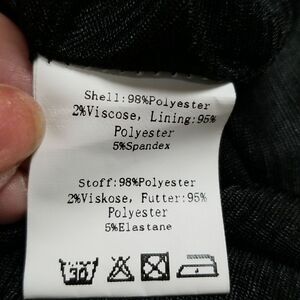 Shell:98%Polyester
2%Viscose, Lining:95%
Polyester
5%Spandex
Stoff:98%Polyester
2%Viskose, Futter:95%
Polyester
5%Elastane
30